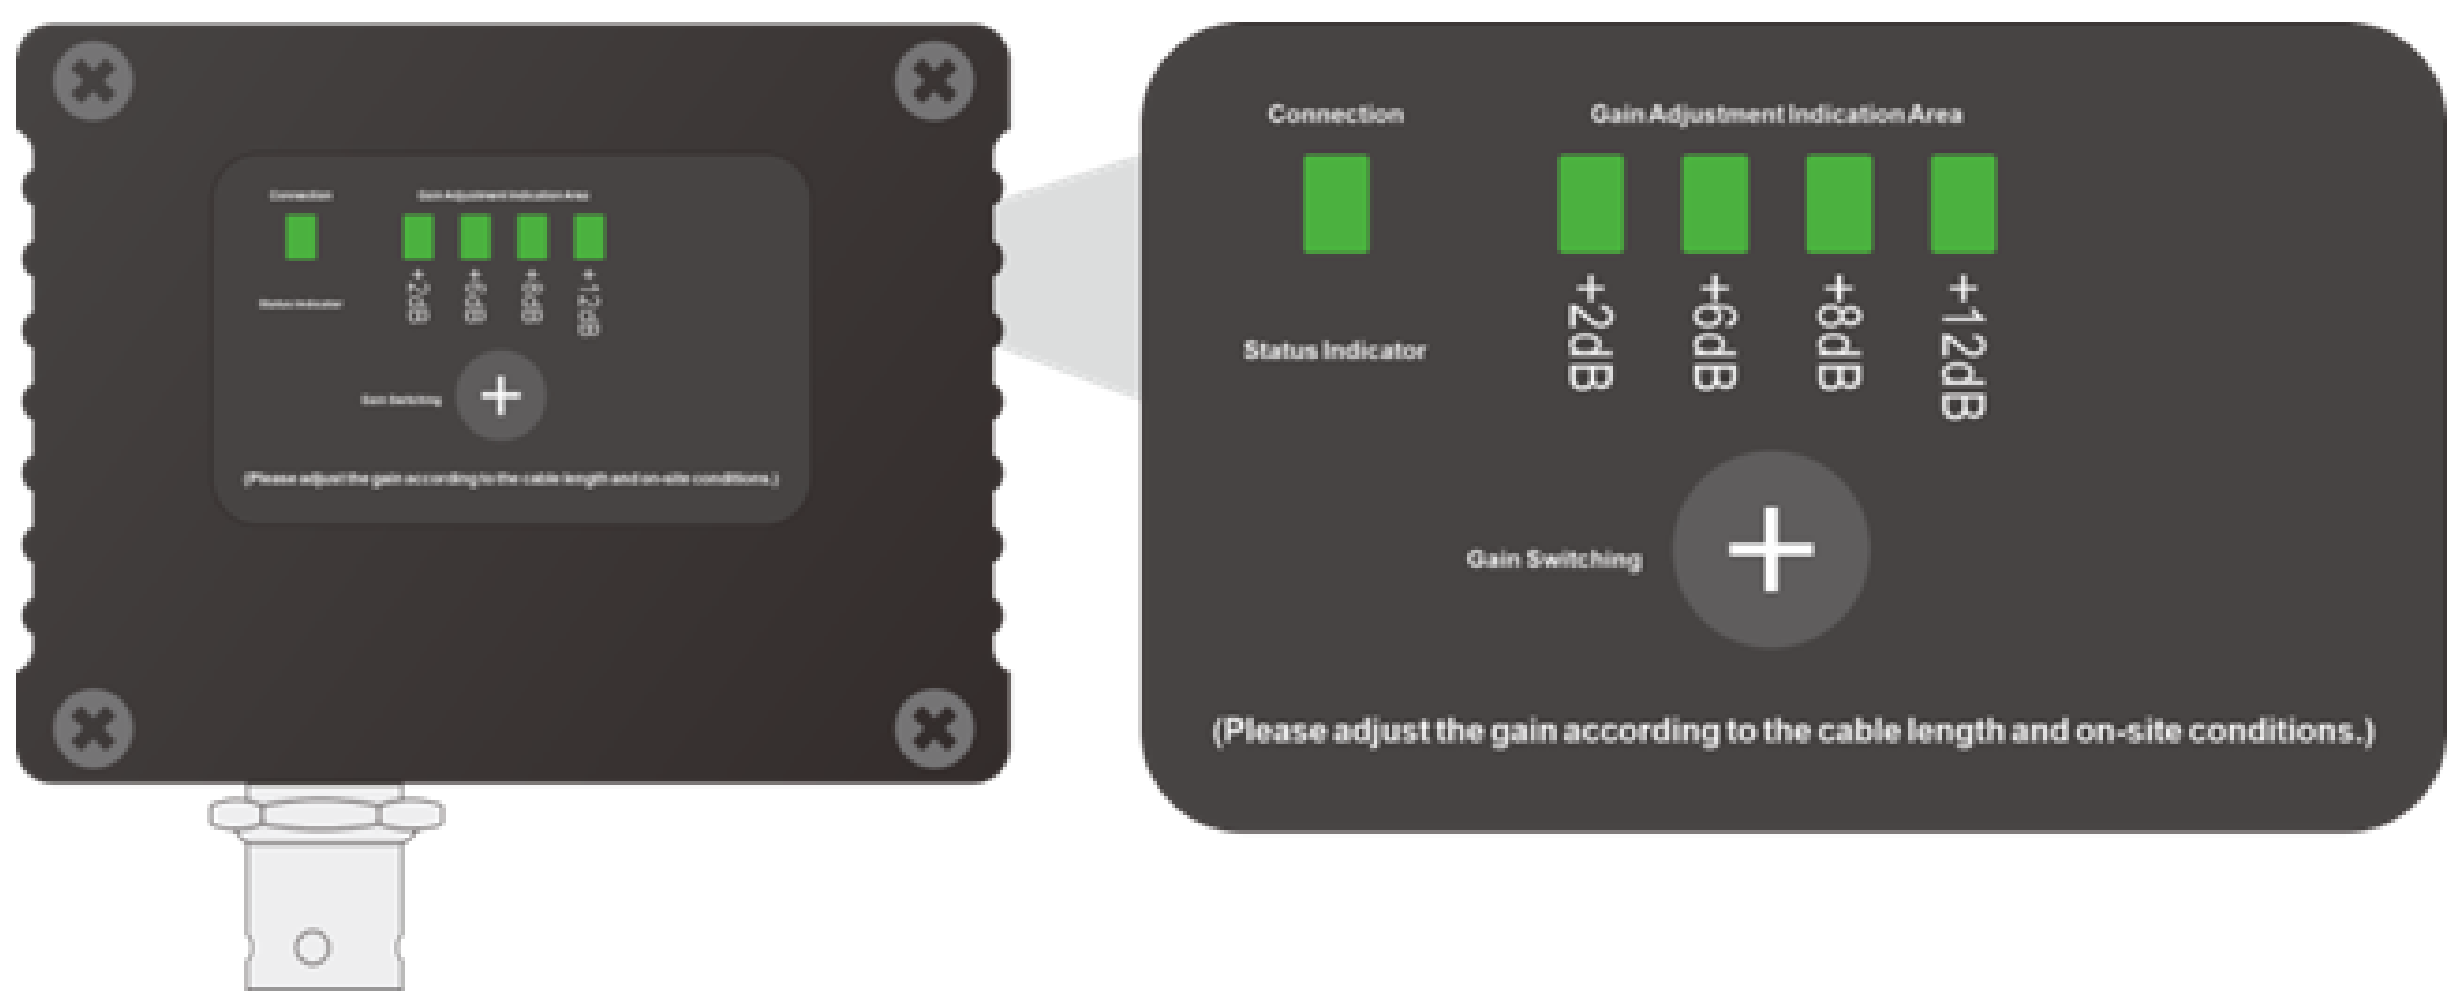 Connection
Gain Adjustment Indication Area
+2dB
+6dB
+8dB
+12dB
Status Indicator
Gain Switching
+
(Please adjust the gain according to the cable length and on-site conditions.)
Connection
Gain Adjustment Indication Area
+2dB
+6dB
+8dB
+12dB
Status Indicator
Gain Switching
+
(Please adjust the gain according to the cable length and on-site conditions.)